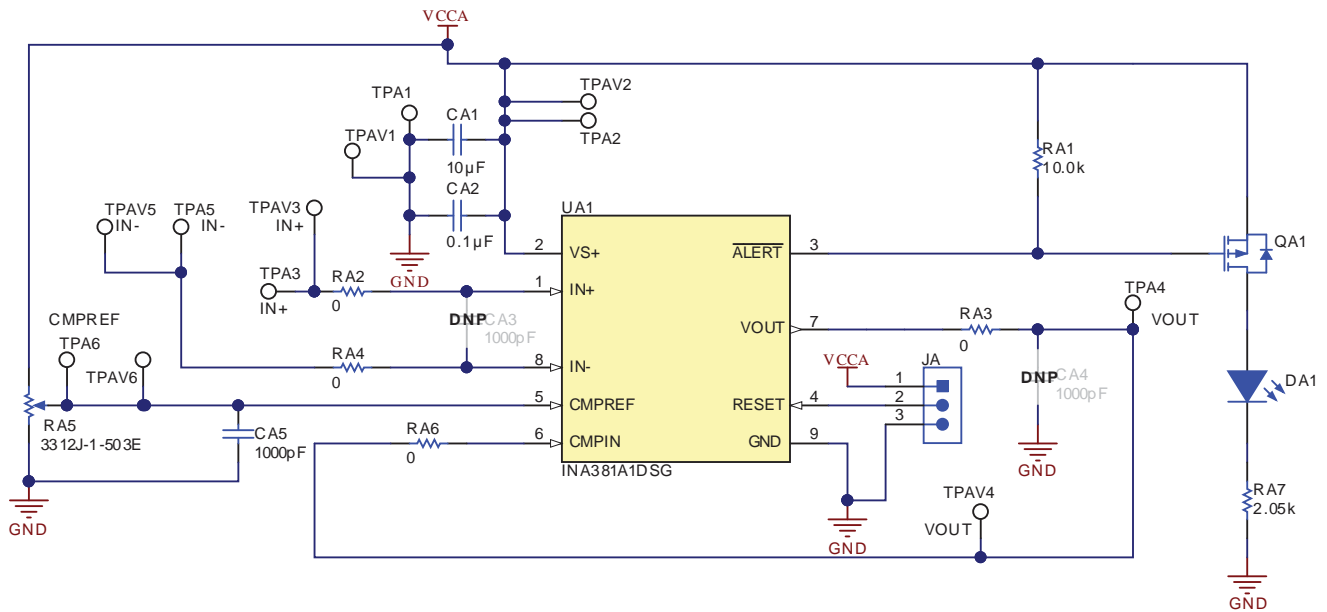 VCCA
TPAV2
TPA1
CA1
TPAV1
TPA2
10µF
RA1
10.0k
CA2
0.1µF
TPAV5
IN-
TPA5
IN-
TPAV3
IN+
UA1
2
VS+
ALERT
3
QA1
GND
TPA3
IN+
RA2
0
1
IN+
TPA4
VOUT
DNP
CA3
1000pF
VOUT
7
RA3
0
CMPREF
TPA6
TPAV6
RA4
0
8
IN-
VCCA
JA
1
2
3
DNP
CA4
1000pF
DA1
RA5
3312J-1-503E
CA5
1000pF
5
CMPREF
RESET
4
RA6
0
6
CMPIN
GND
9
INA381A1DSG
GND
GND
GND
TPAV4
VOUT
RA7
2.05k
GND